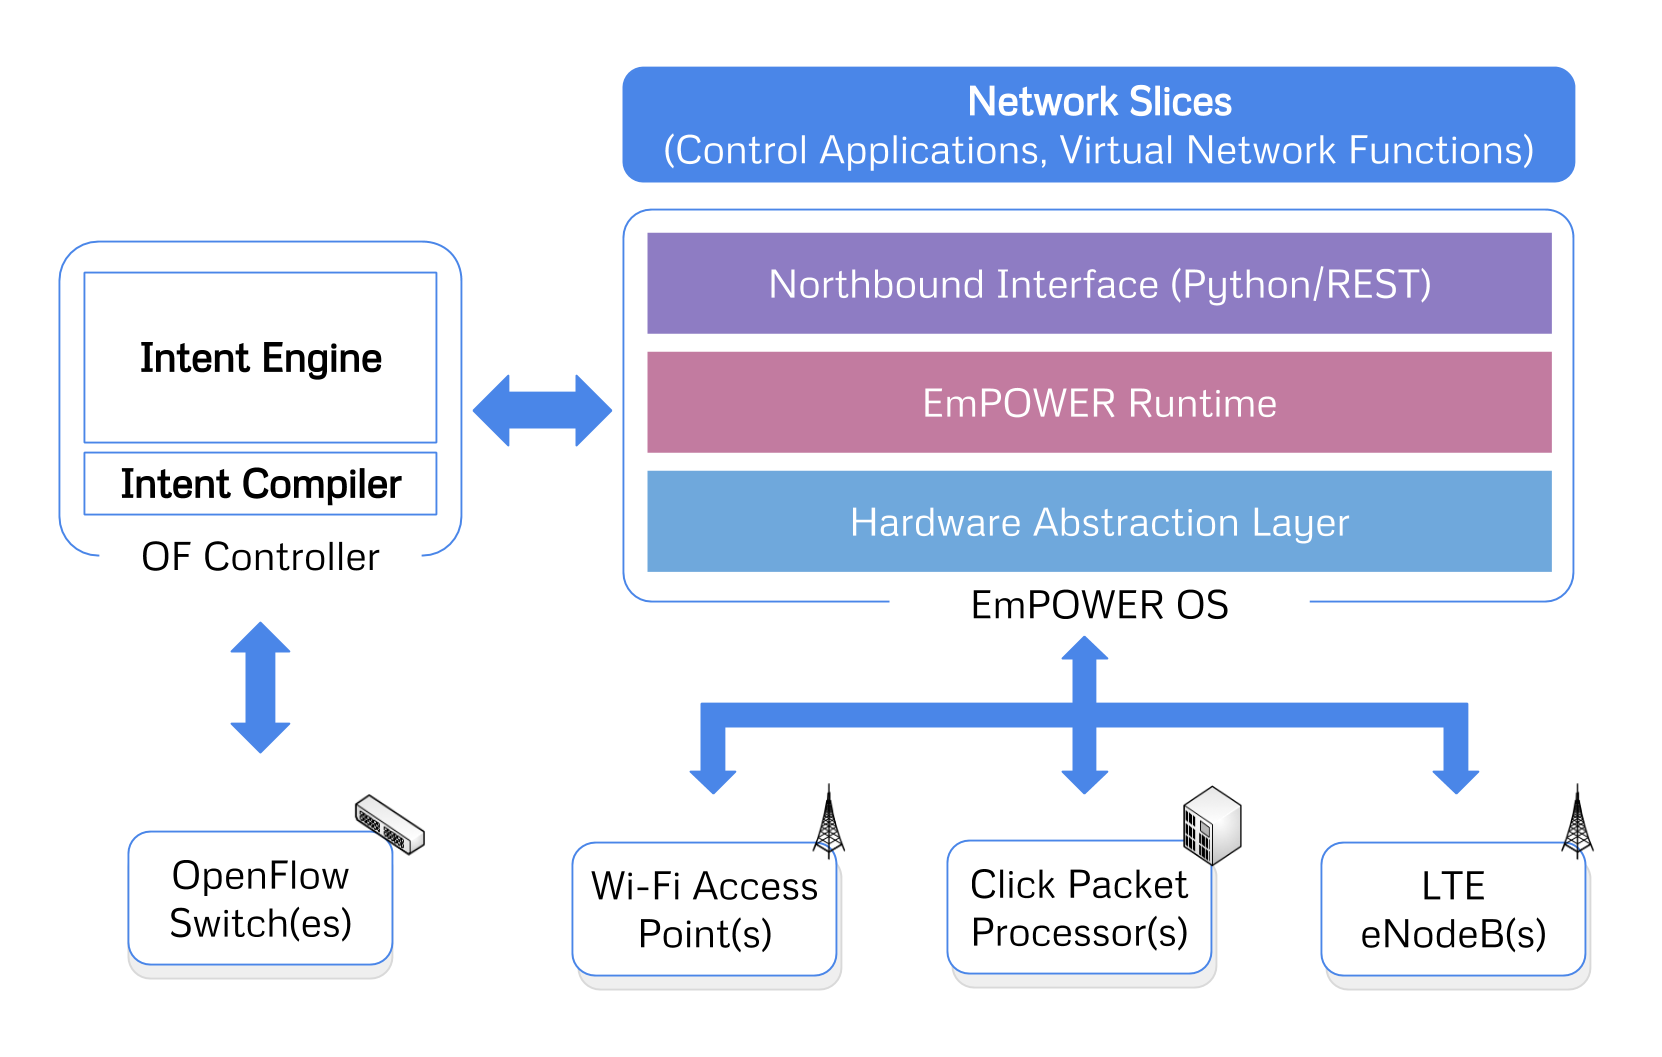 Network Slices
(Control Applications, Virtual Network Functions)
Northbound Interface (Python/REST)
EmPOWER Runtime
Hardware Abstraction Layer
EmPOWER OS
Intent Engine
Intent Compiler
OF Controller
OpenFlow
Switch(es)
Wi-Fi Access
Point(s)
Click Packet
Processor(s)
LTE
eNodeB(s)